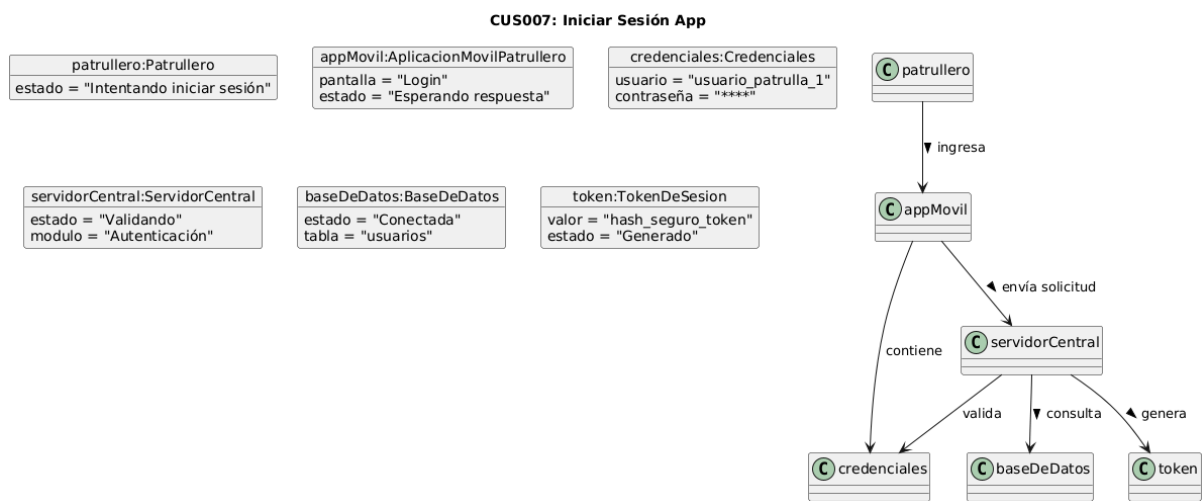 CUS007: Iniciar Sesión App
patrullero:Patrullero
estado = "Intentando iniciar sesión"
appMovil:AplicacionMovilPatrullero
pantalla = "Login"
estado = "Esperando respuesta"
credenciales:Credenciales
usuario = "usuario_patrulla_1"
contraseña = "****"
C patrullero
ingresa
servidorCentral:ServidorCentral
estado = "Validando"
modulo = "Autenticación"
baseDeDatos:BaseDeDatos
estado = "Conectada"
tabla = "usuarios"
token:TokenDeSesion
valor = "hash_seguro_token"
estado = "Generado"
C appMovil
envía solicitud
contiene
C servidorCentral
valida
consulta
genera
C credenciales
C baseDeDatos
C token